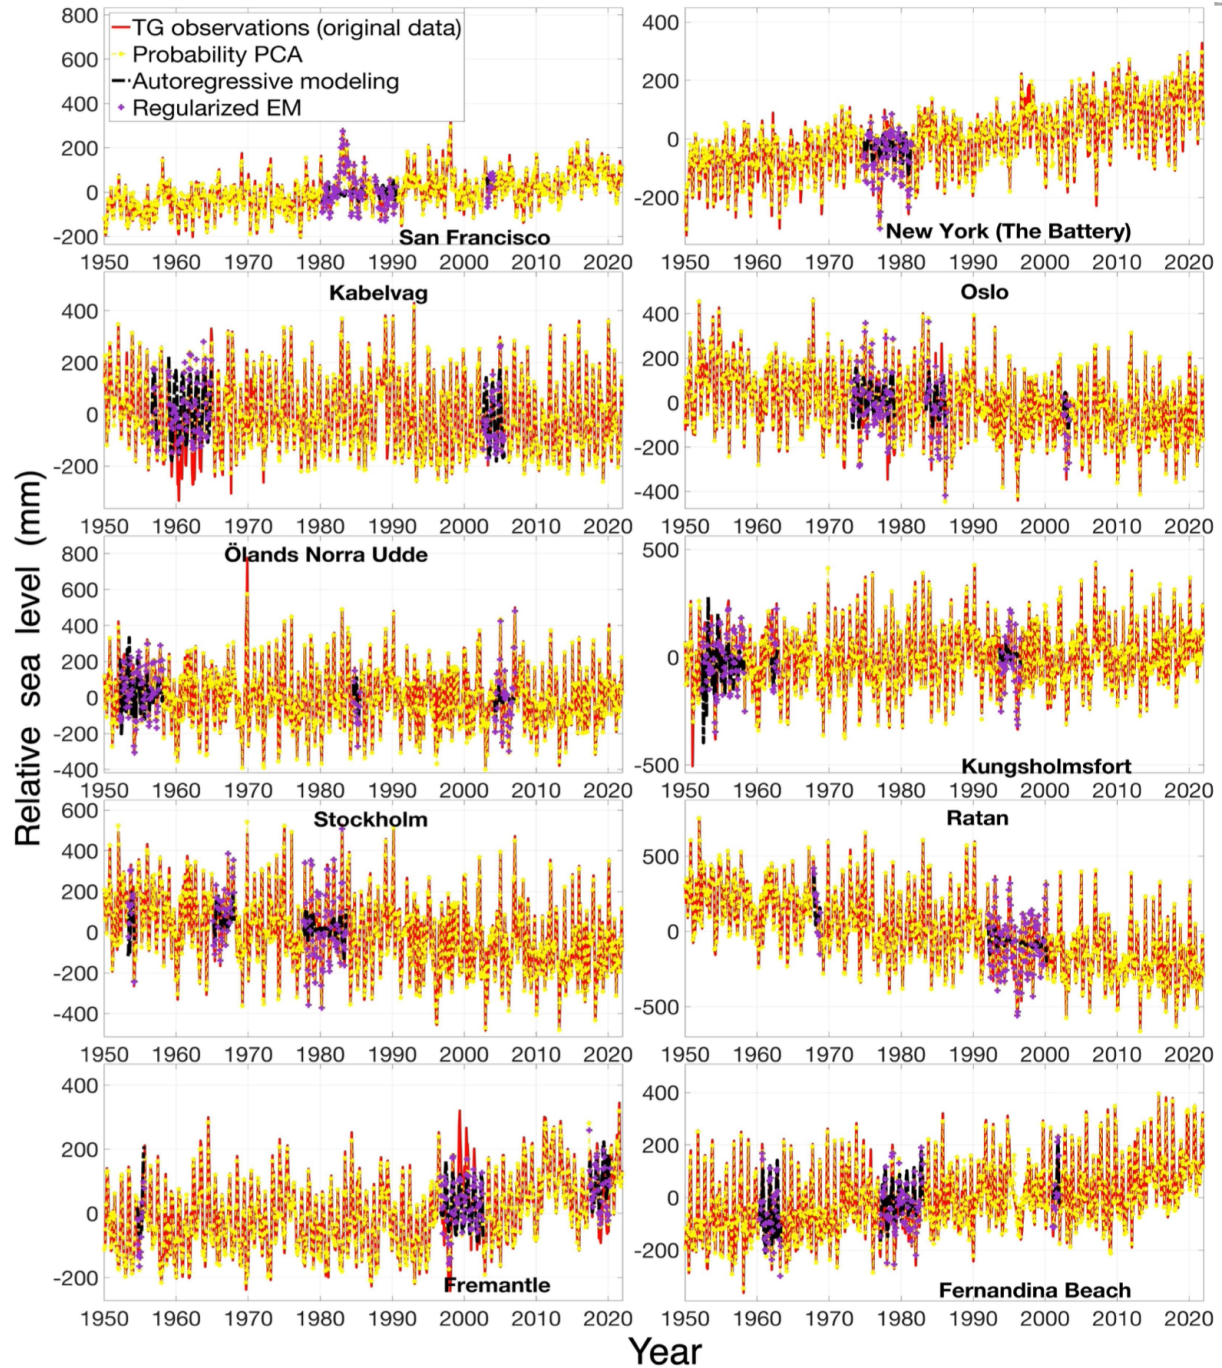 TG observations (original data)
Probability PCA
Autoregressive modeling
Regularized EM
800
600
400
200
0
-200
San Francisco
1950 1960 1970 1980 1990 2000 2010 2020
400
200
0
-200
New York (The Battery)
1950 1960 1970 1980 1990 2000 2010 2020
Kabelvag
400
200
0
-200
1950 1960 1970 1980 1990 2000 2010 2020
Oslo
400
200
0
-200
-400
1950 1960 1970 1980 1990 2000 2010 2020
Relative sea level (mm)
Ölands Norra Udde
800
600
400
200
0
-200
-400
1950 1960 1970 1980 1990 2000 2010 2020
500
0
-500
Kungsholmsfort
1950 1960 1970 1980 1990 2000 2010 2020
Stockholm
600
400
200
0
-200
-400
1950 1960 1970 1980 1990 2000 2010 2020
Ratan
500
0
-500
1950 1960 1970 1980 1990 2000 2010 2020
400
200
0
-200
Fremantle
1950 1960 1970 1980 1990 2000 2010 2020
400
200
0
-200
Fernandina Beach
1950 1960 1970 1980 1990 2000 2010 2020
Year